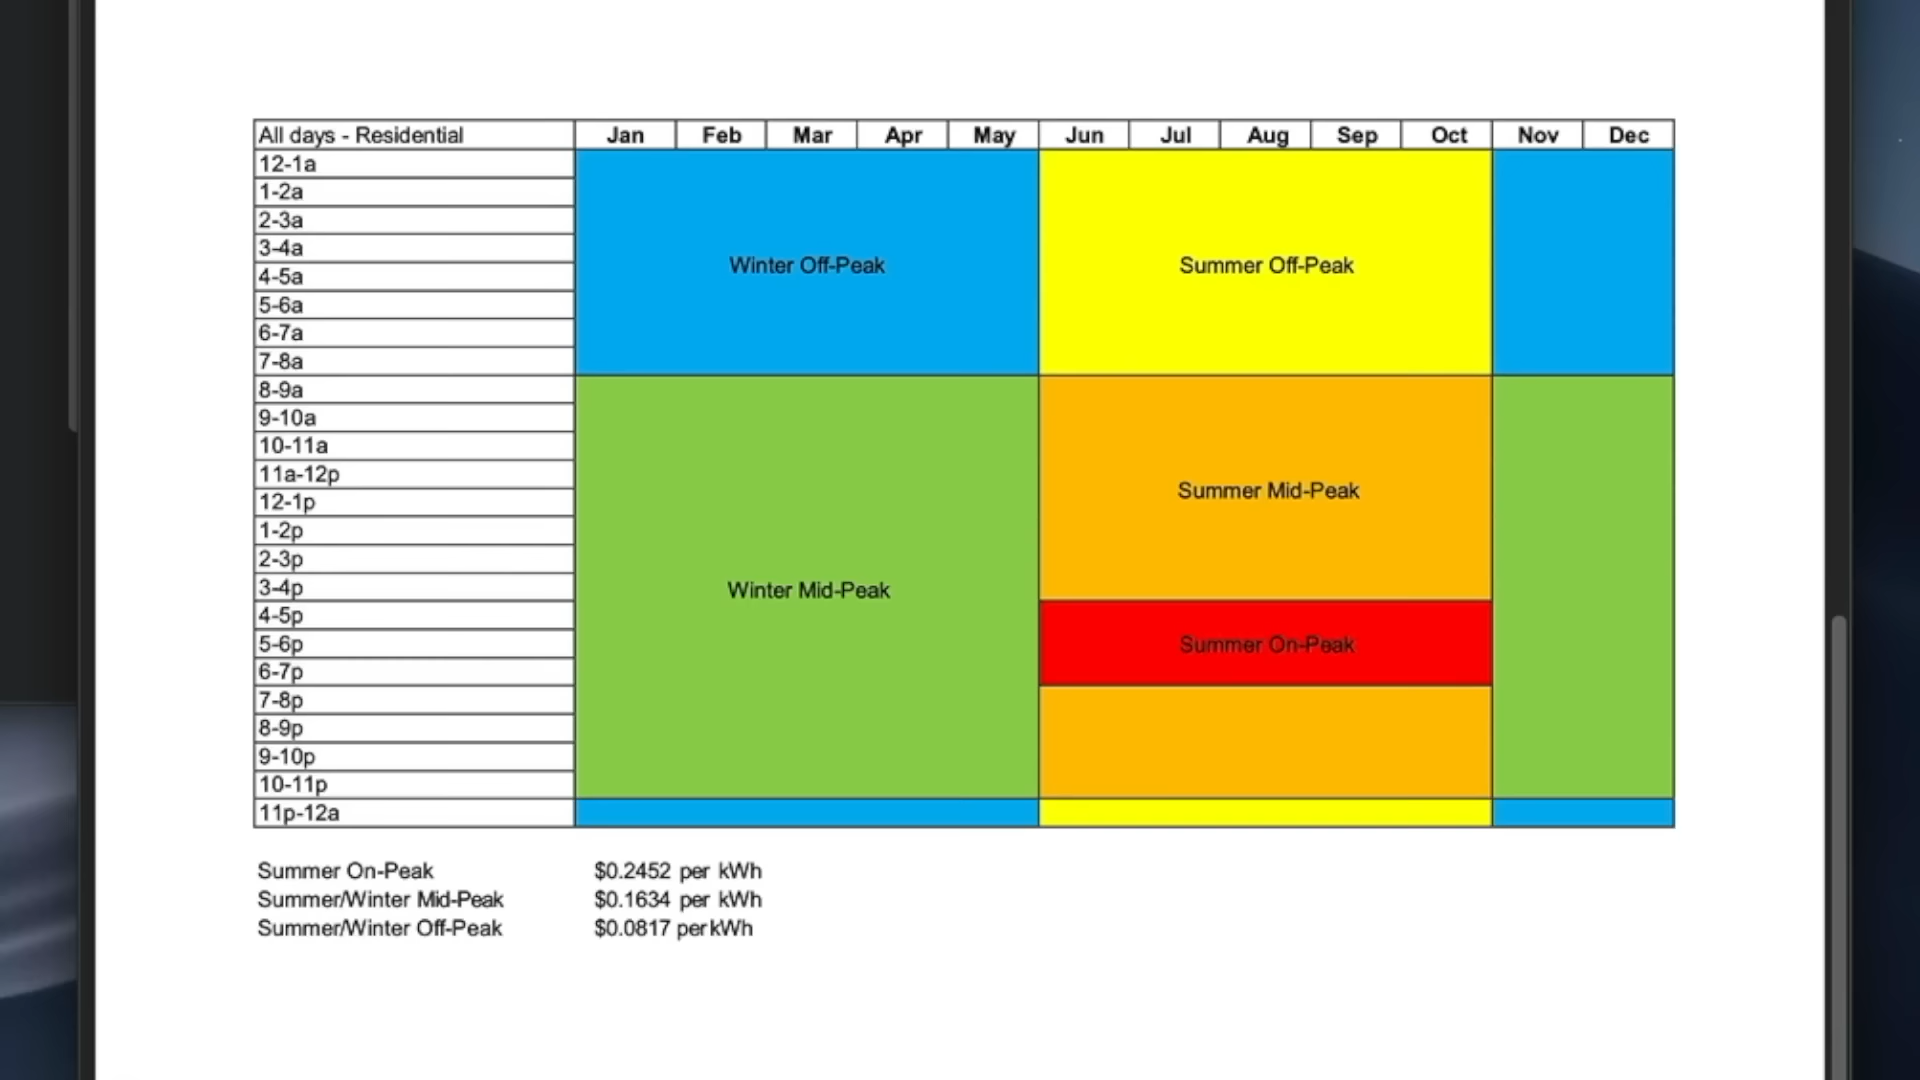 All days - Residential Jan Feb Mar Apr May Jun Jul Aug Sep Oct Nov Dec
12-1a
1-2a
2-3a
3-4a
Winter Off-Peak Summer Off-Peak
4-5a
5-6a
6-7a
7-8a
8-9a
9-10a
10-11a
11a-12p
Summer Mid-Peak
12-1p
1-2p
2-3p
3-4p
Winter Mid-Peak
4-5p
5-6p
Summer On-Peak
6-7p
7-8p
8-9p
9-10p
10-11p
11p-12a
Summer On-Peak $0.2452 per kWh
Summer/Winter Mid-Peak $0.1634 per kWh
Summer/Winter Off-Peak $0.0817 per kWh